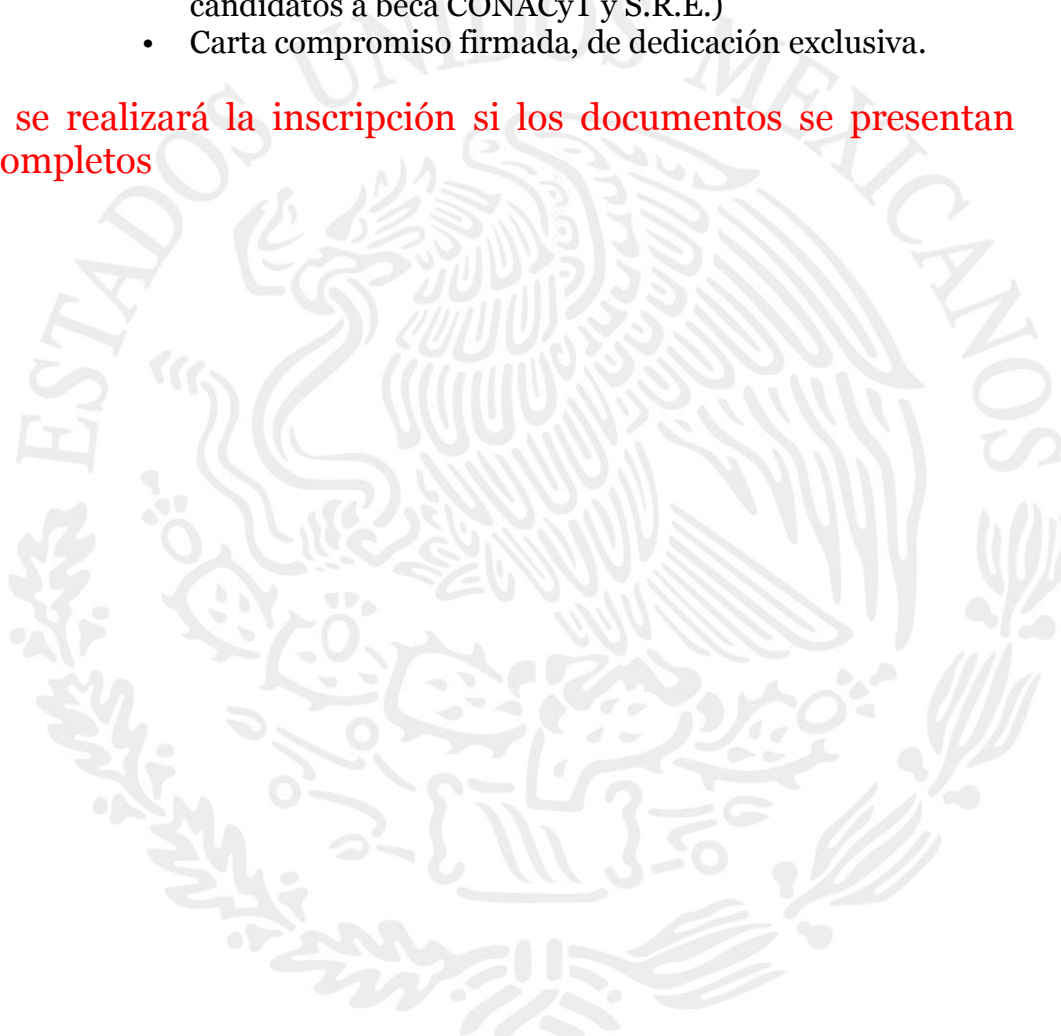 candidatos a beca CONACyT y S.R.E.)
• Carta compromiso firmada, de dedicación exclusiva.
se realizará la inscripción si los documentos se presentan
ompletos
ESTADOS UNIDOS MEXICANOS